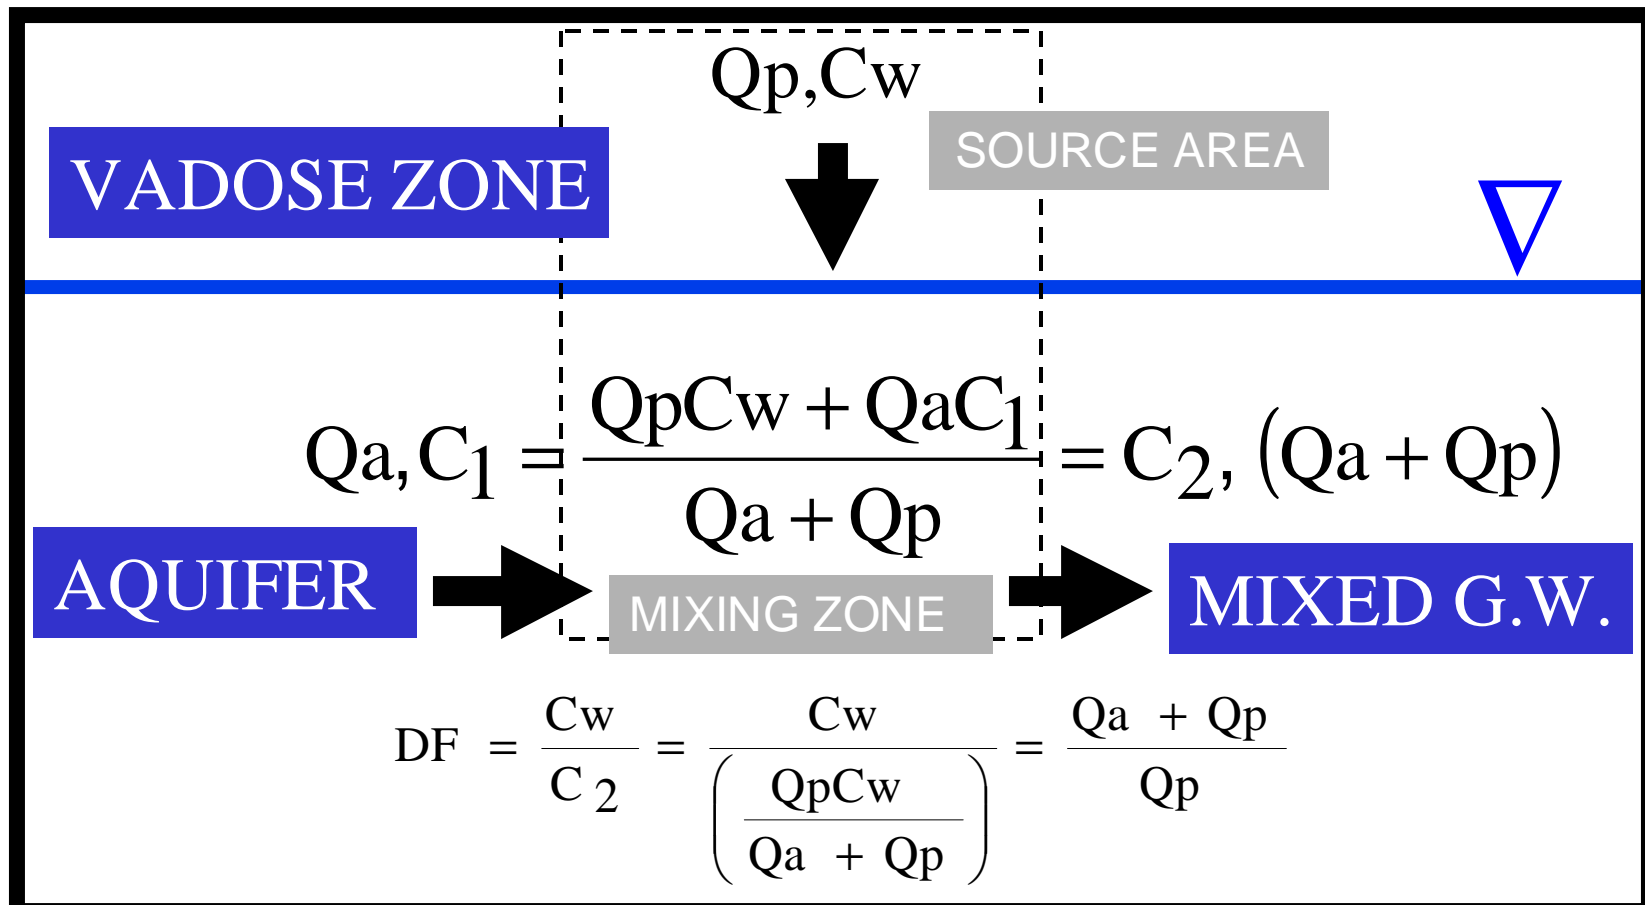 Qp,Cw
SOURCE AREA
VADOSE ZONE
Qa, C₁ = (QpCw + QaC₁) / (Qa + Qp) = C₂, (Qa + Qp)
AQUIFER
MIXING ZONE
MIXED G.W.
DF = Cw / C₂ = Cw / (QpCw / (Qa + Qp)) = (Qa + Qp) / Qp